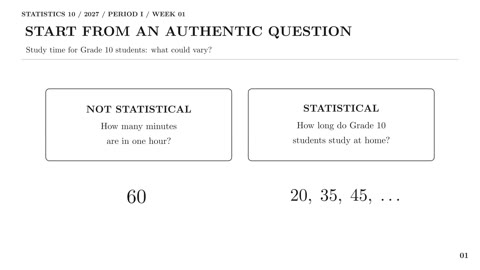 STATISTICS 10 / 2027 / PERIOD I / WEEK 01
START FROM AN AUTHENTIC QUESTION
Study time for Grade 10 students: what could vary?
NOT STATISTICAL
How many minutes
are in one hour?
STATISTICAL
How long do Grade 10
students study at home?
60
20, 35, 45, ...
01